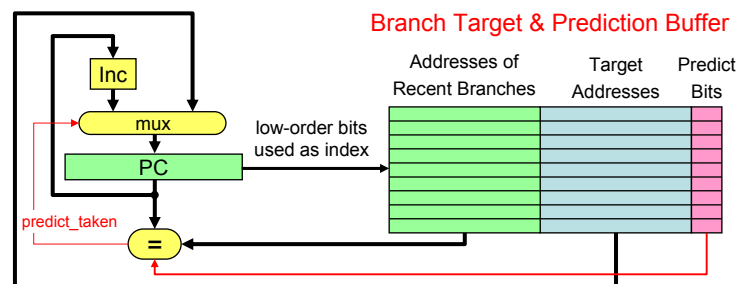 Branch Target & Prediction Buffer
Addresses of
Recent Branches
Target
Addresses
Predict
Bits
Inc
mux
low-order bits
used as index
PC
predict_taken
=